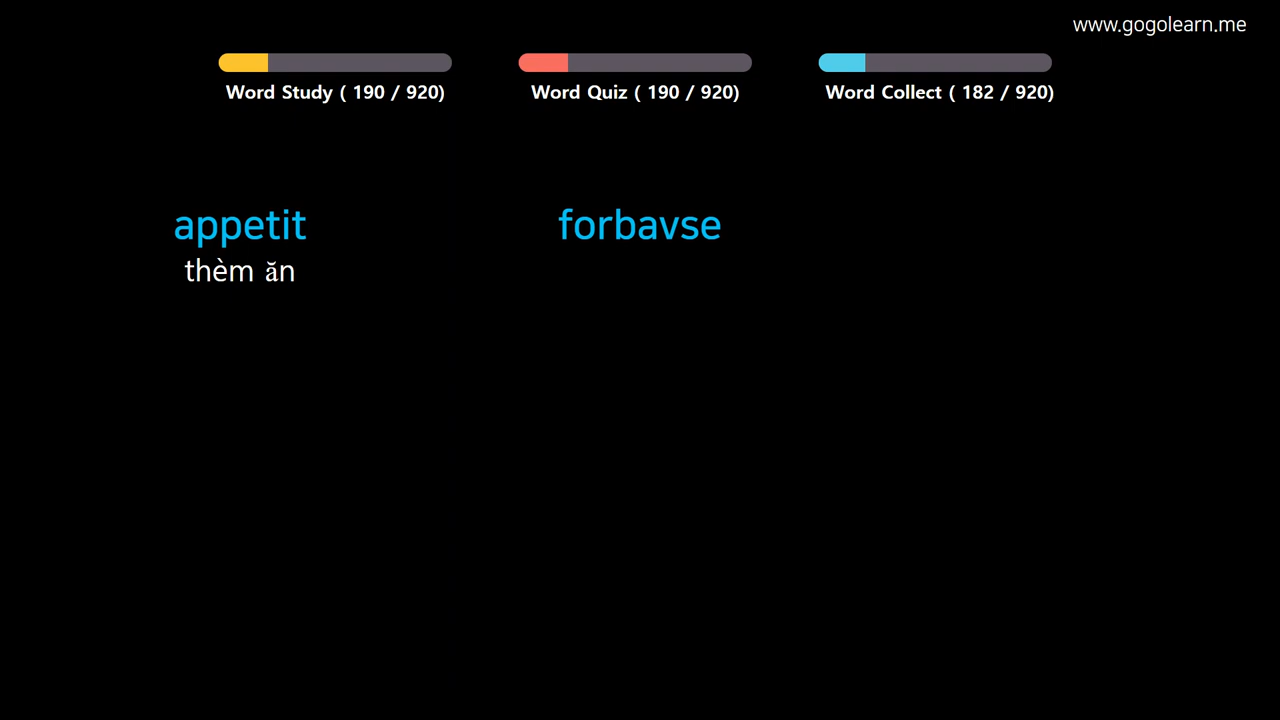 www.gogolearn.me
Word Study ( 190 / 920)
Word Quiz ( 190 / 920)
Word Collect ( 182 / 920)
appetit
thèm ăn
forbavse